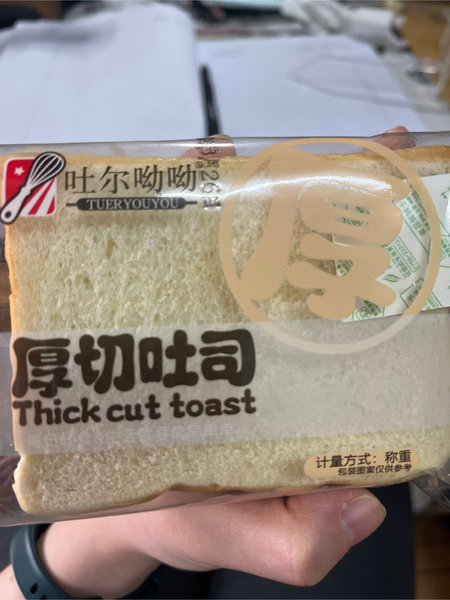 吐尔呦呦
TUERYOUYOU
厚
厚切吐司
Thick cut toast
计量方式：称重
包装图案仅供参考